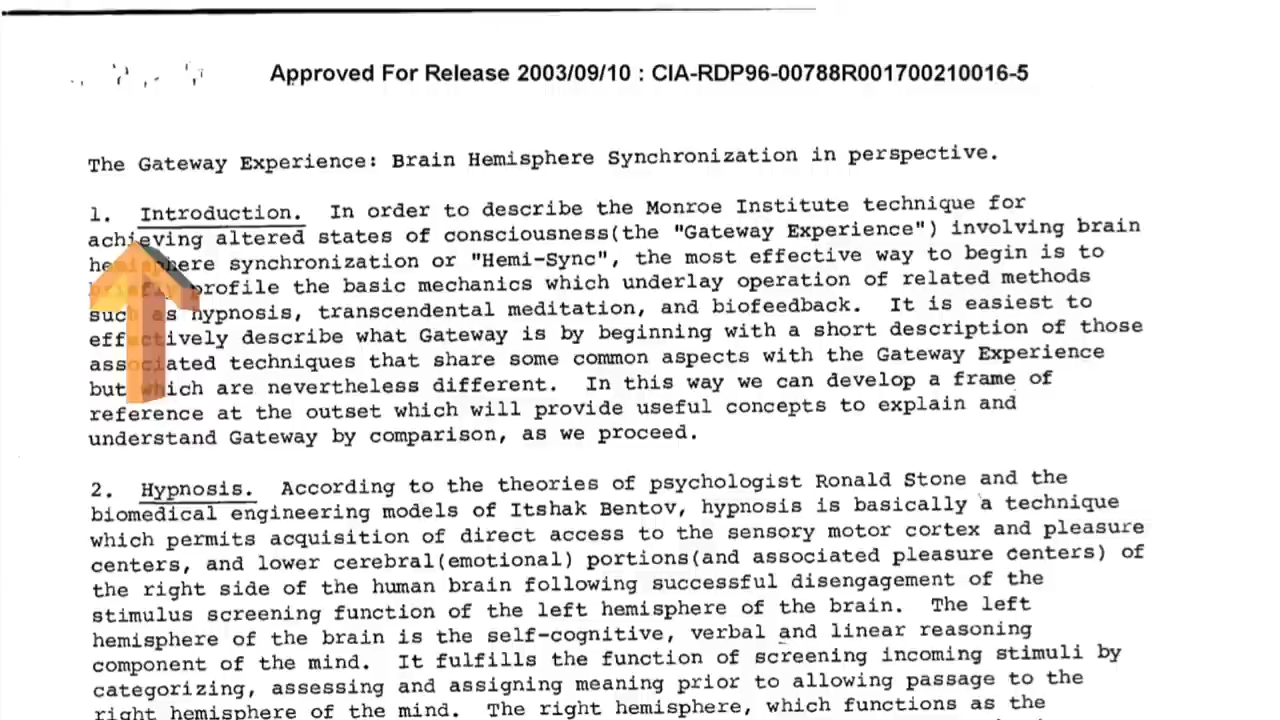 Approved For Release 2003/09/10 : CIA-RDP96-00788R001700210016-5
The Gateway Experience: Brain Hemisphere Synchronization in perspective.
1. Introduction. In order to describe the Monroe Institute technique for
achieving altered states of consciousness(the "Gateway Experience") involving brain
hemisphere synchronization or "Hemi-Sync", the most effective way to begin is to
briefly profile the basic mechanics which underlay operation of related methods
such as hypnosis, transcendental meditation, and biofeedback. It is easiest to
effectively describe what Gateway is by beginning with a short description of those
associated techniques that share some common aspects with the Gateway Experience
but which are nevertheless different. In this way we can develop a frame of
reference at the outset which will provide useful concepts to explain and
understand Gateway by comparison, as we proceed.
2. Hypnosis. According to the theories of psychologist Ronald Stone and the
biomedical engineering models of Itshak Bentov, hypnosis is basically a technique
which permits acquisition of direct access to the sensory motor cortex and pleasure
centers, and lower cerebral(emotional) portions(and associated pleasure centers) of
the right side of the human brain following successful disengagement of the
stimulus screening function of the left hemisphere of the brain. The left
hemisphere of the brain is the self-cognitive, verbal and linear reasoning
component of the mind. It fulfills the function of screening incoming stimuli by
categorizing, assessing and assigning meaning prior to allowing passage to the
right hemisphere of the mind. The right hemisphere, which functions as the